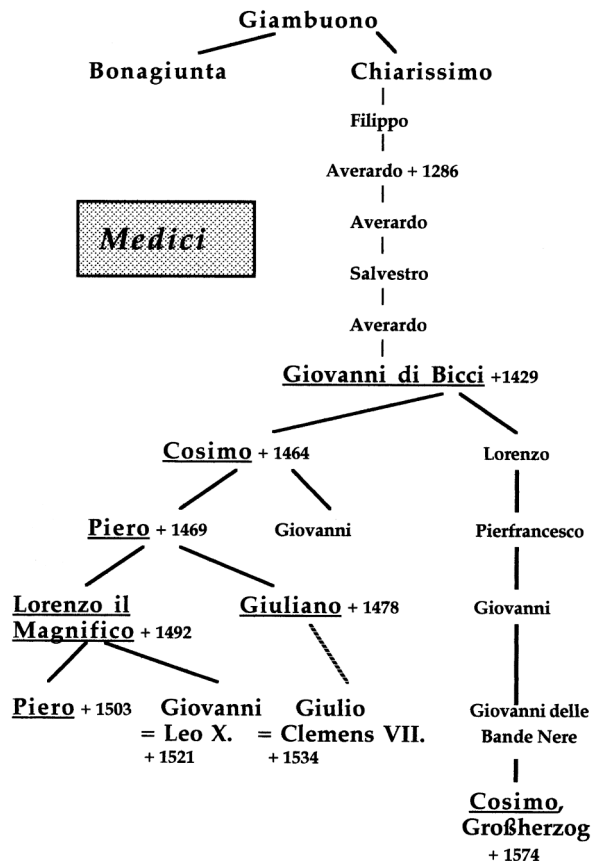 Giambuono
Bonagiunta
Chiarissimo
Filippo
Averardo + 1286
Medici
Averardo
Salvestro
Averardo
Giovanni di Bicci +1429
Cosimo + 1464
Lorenzo
Piero + 1469
Giovanni
Pierfrancesco
Lorenzo il
Magnifico + 1492
Giuliano + 1478
Giovanni
Piero + 1503
Giovanni
= Leo X.
+ 1521
Giulio
= Clemens VII.
+ 1534
Giovanni delle
Bande Nere
Cosimo,
Großherzog
+ 1574